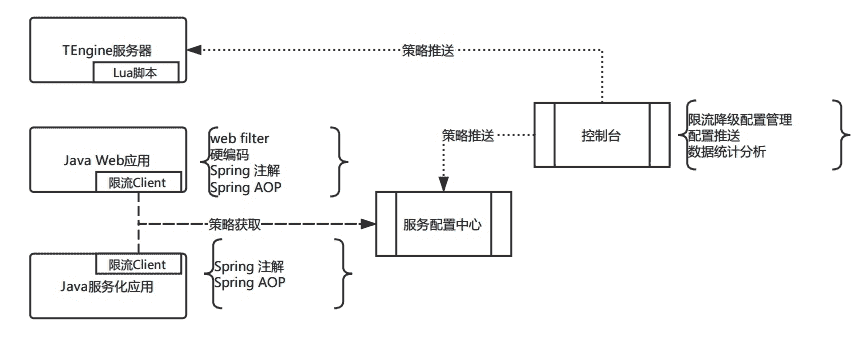 TEngine服务器
Lua脚本
策略推送
控制台
限流降级配置管理
配置推送
数据统计分析
Java Web应用
限流Client
web filter
硬编码
Spring 注解
Spring AOP
策略推送
策略获取
服务配置中心
限流Client
Java服务化应用
Spring 注解
Spring AOP